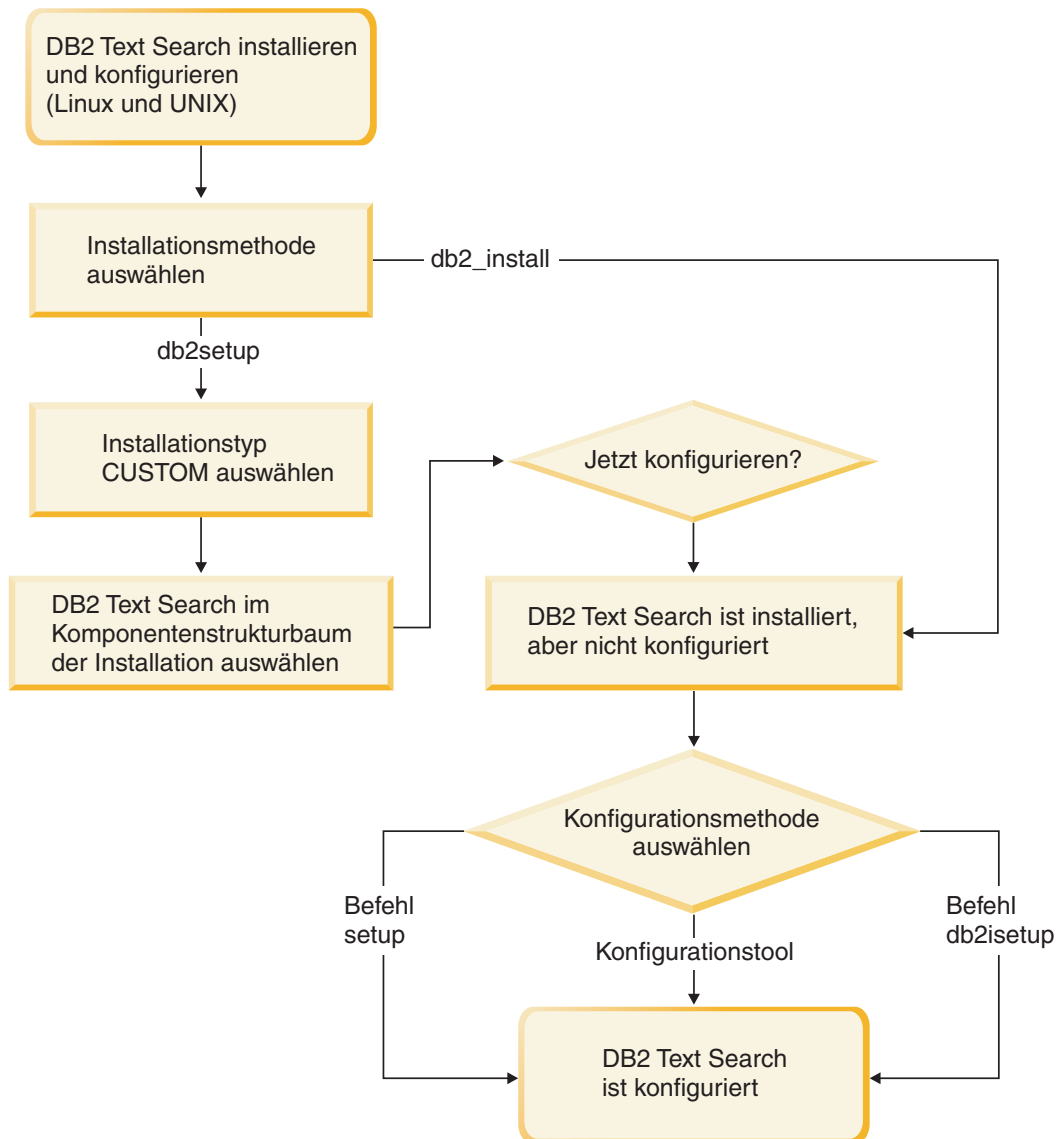 DB2 Text Search installieren
und konfigurieren
(Linux und UNIX)
Installationsmethode
auswählen
db2_install
db2setup
Installationstyp
CUSTOM auswählen
Jetzt konfigurieren?
DB2 Text Search im
Komponentenstrukturbaum
der Installation auswählen
DB2 Text Search ist installiert,
aber nicht konfiguriert
Konfigurationsmethode
auswählen
Befehl
setup
Konfigurationstool
Befehl
db2isetup
DB2 Text Search
ist konfiguriert